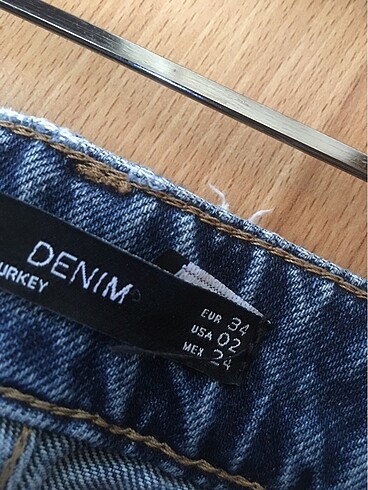 DENIM
URKEY
EUR 34
USA 02
MEX 24